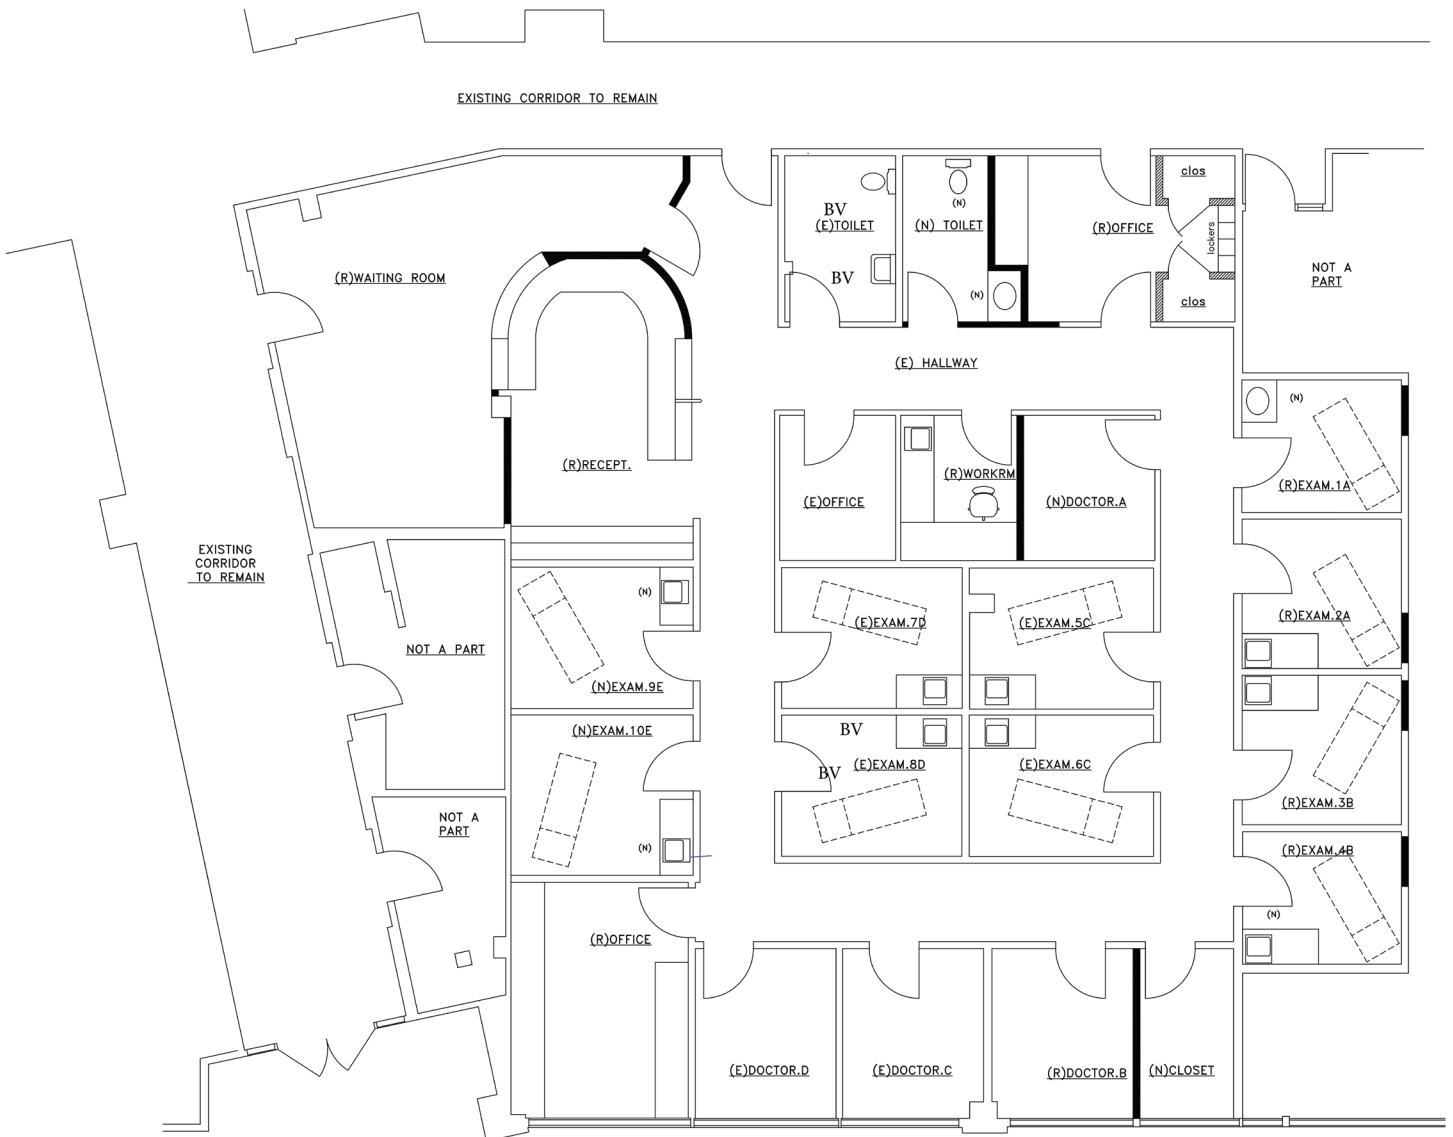 EXISTING CORRIDOR TO REMAIN
clos
BV
(E)TOILET
(N)
(N) TOILET
(R)OFFICE
lockers
(R)WAITING ROOM
BV
(N)
clos
NOT A
PART
(E) HALLWAY
(N)
(R)RECEPT.
(R)WORKRM
(R)EXAM.1A
(E)OFFICE
(N)DOCTOR.A
EXISTING
CORRIDOR
TO REMAIN
(N)
(E)EXAM.7D
(E)EXAM.5C
(R)EXAM.2A
NOT A PART
(N)EXAM.9E
(N)EXAM.10E
BV
(E)EXAM.8D
(E)EXAM.6C
BV
(R)EXAM.3B
NOT A
PART
(N)
(R)EXAM.4B
(N)
(R)OFFICE
(E)DOCTOR.D
(E)DOCTOR.C
(R)DOCTOR.B
(N)CLOSET